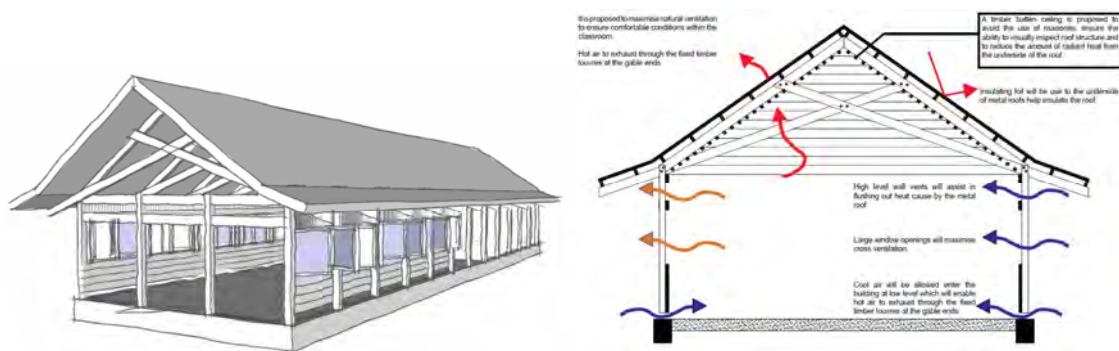 It is proposed to maximise natural ventilation
to ensure comfortable conditions within the
classroom.
Hot air to exhaust through the fixed timber
louvres at the gable ends.
A timber batten ceiling is proposed to
avoid the use of masonite, ensure the
ability to visually inspect roof structure and
to reduce the amount of radiant heat from
the underside of the roof.
Insulating foil will be use to the underside
of metal roofs help insulate the roof.
High level wall vents will assist in
flushing out heat cause by the metal
roof
Large window openings will maximise
cross ventilation.
Cool air will be allowed enter the
building at low level which will enable
hot air to exhaust through the fixed
timber louvres at the gable ends